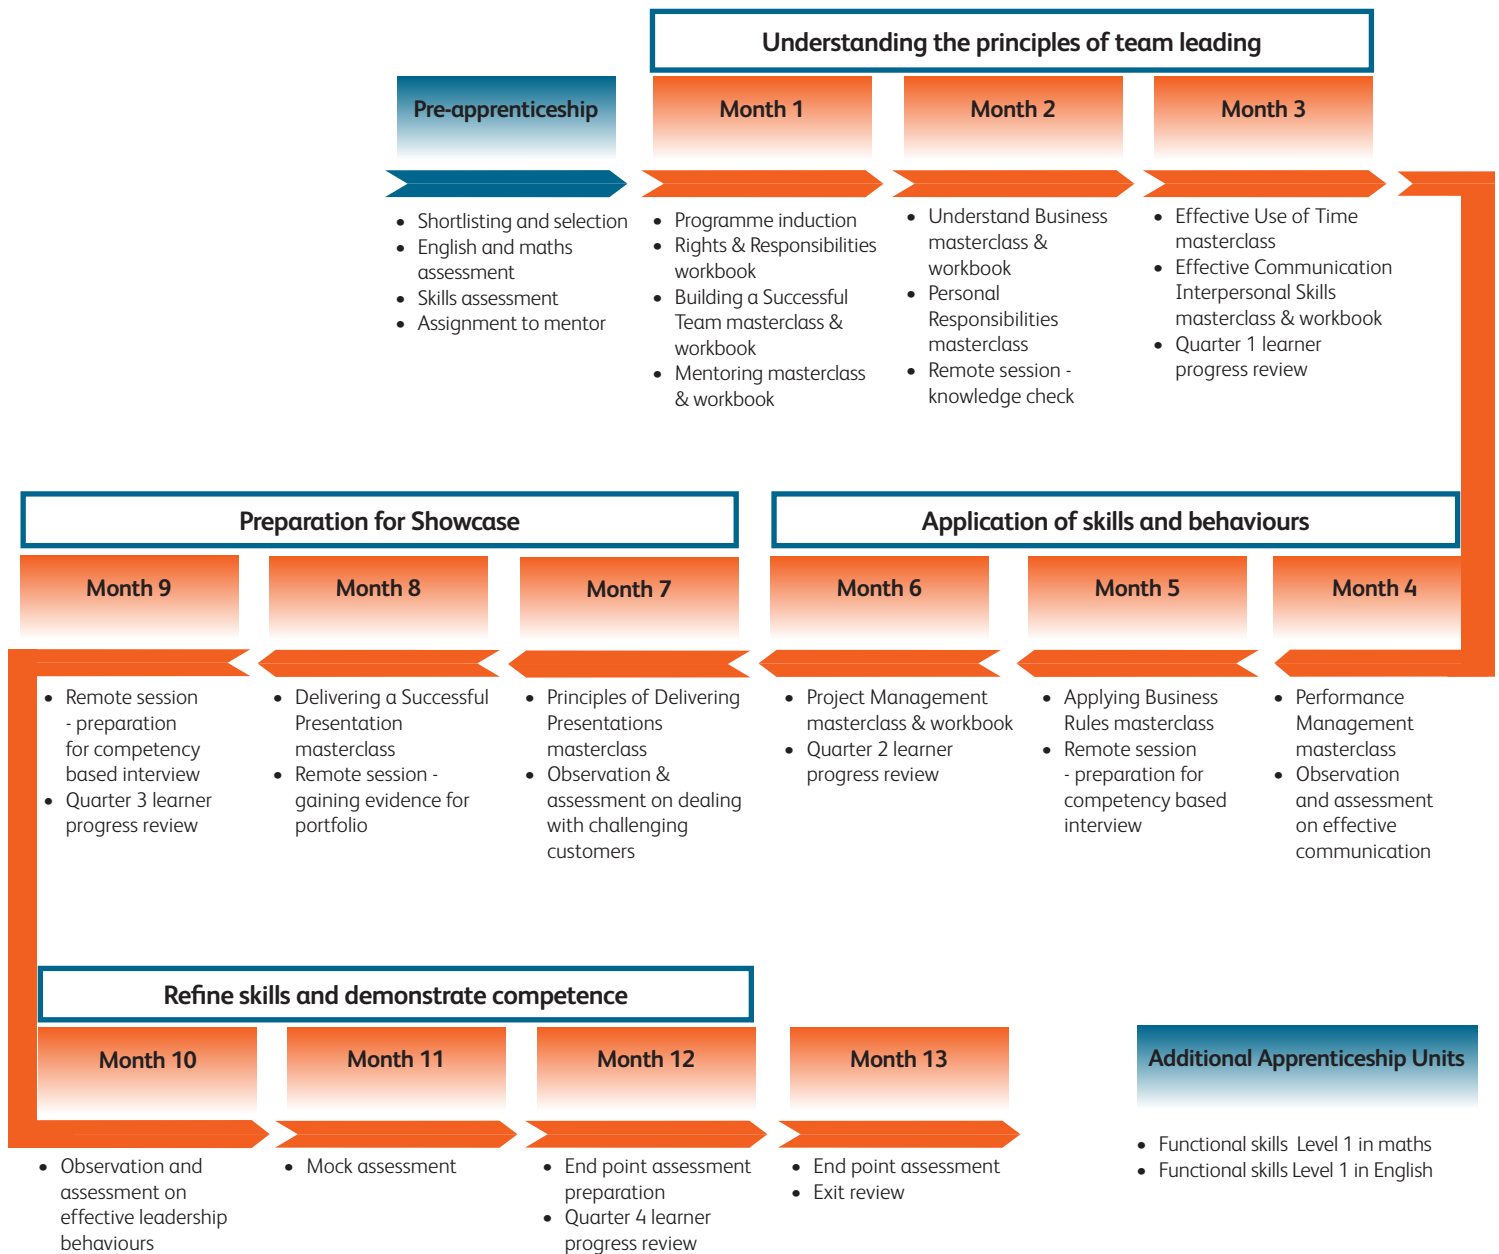 Understanding the principles of team leading
Pre-apprenticeship
• Shortlisting and selection
• English and maths
assessment
• Skills assessment
• Assignment to mentor
Month 1
• Programme induction
• Rights & Responsibilities
workbook
• Building a Successful
Team masterclass &
workbook
• Mentoring masterclass
& workbook
Month 2
• Understand Business
masterclass &
workbook
• Personal
Responsibilities
masterclass
• Remote session -
knowledge check
Month 3
• Effective Use of Time
masterclass
• Effective Communication
Interpersonal Skills
masterclass & workbook
• Quarter 1 learner
progress review
Application of skills and behaviours
Month 4
• Performance
Management
masterclass
• Observation
and assessment
on effective
communication
Month 5
• Applying Business
Rules masterclass
• Remote session
- preparation for
competency based
interview
Month 6
• Project Management
masterclass & workbook
• Quarter 2 learner
progress review
Preparation for Showcase
Month 7
• Principles of Delivering
Presentations
masterclass
• Observation &
assessment on dealing
with challenging
customers
Month 8
• Delivering a Successful
Presentation
masterclass
• Remote session -
gaining evidence for
portfolio
Month 9
• Remote session
- preparation
for competency
based interview
• Quarter 3 learner
progress review
Refine skills and demonstrate competence
Month 10
• Observation and
assessment on
effective leadership
behaviours
Month 11
• Mock assessment
Month 12
• End point assessment
preparation
• Quarter 4 learner
progress review
Month 13
• End point assessment
• Exit review
Additional Apprenticeship Units
• Functional skills Level 1 in maths
• Functional skills Level 1 in English